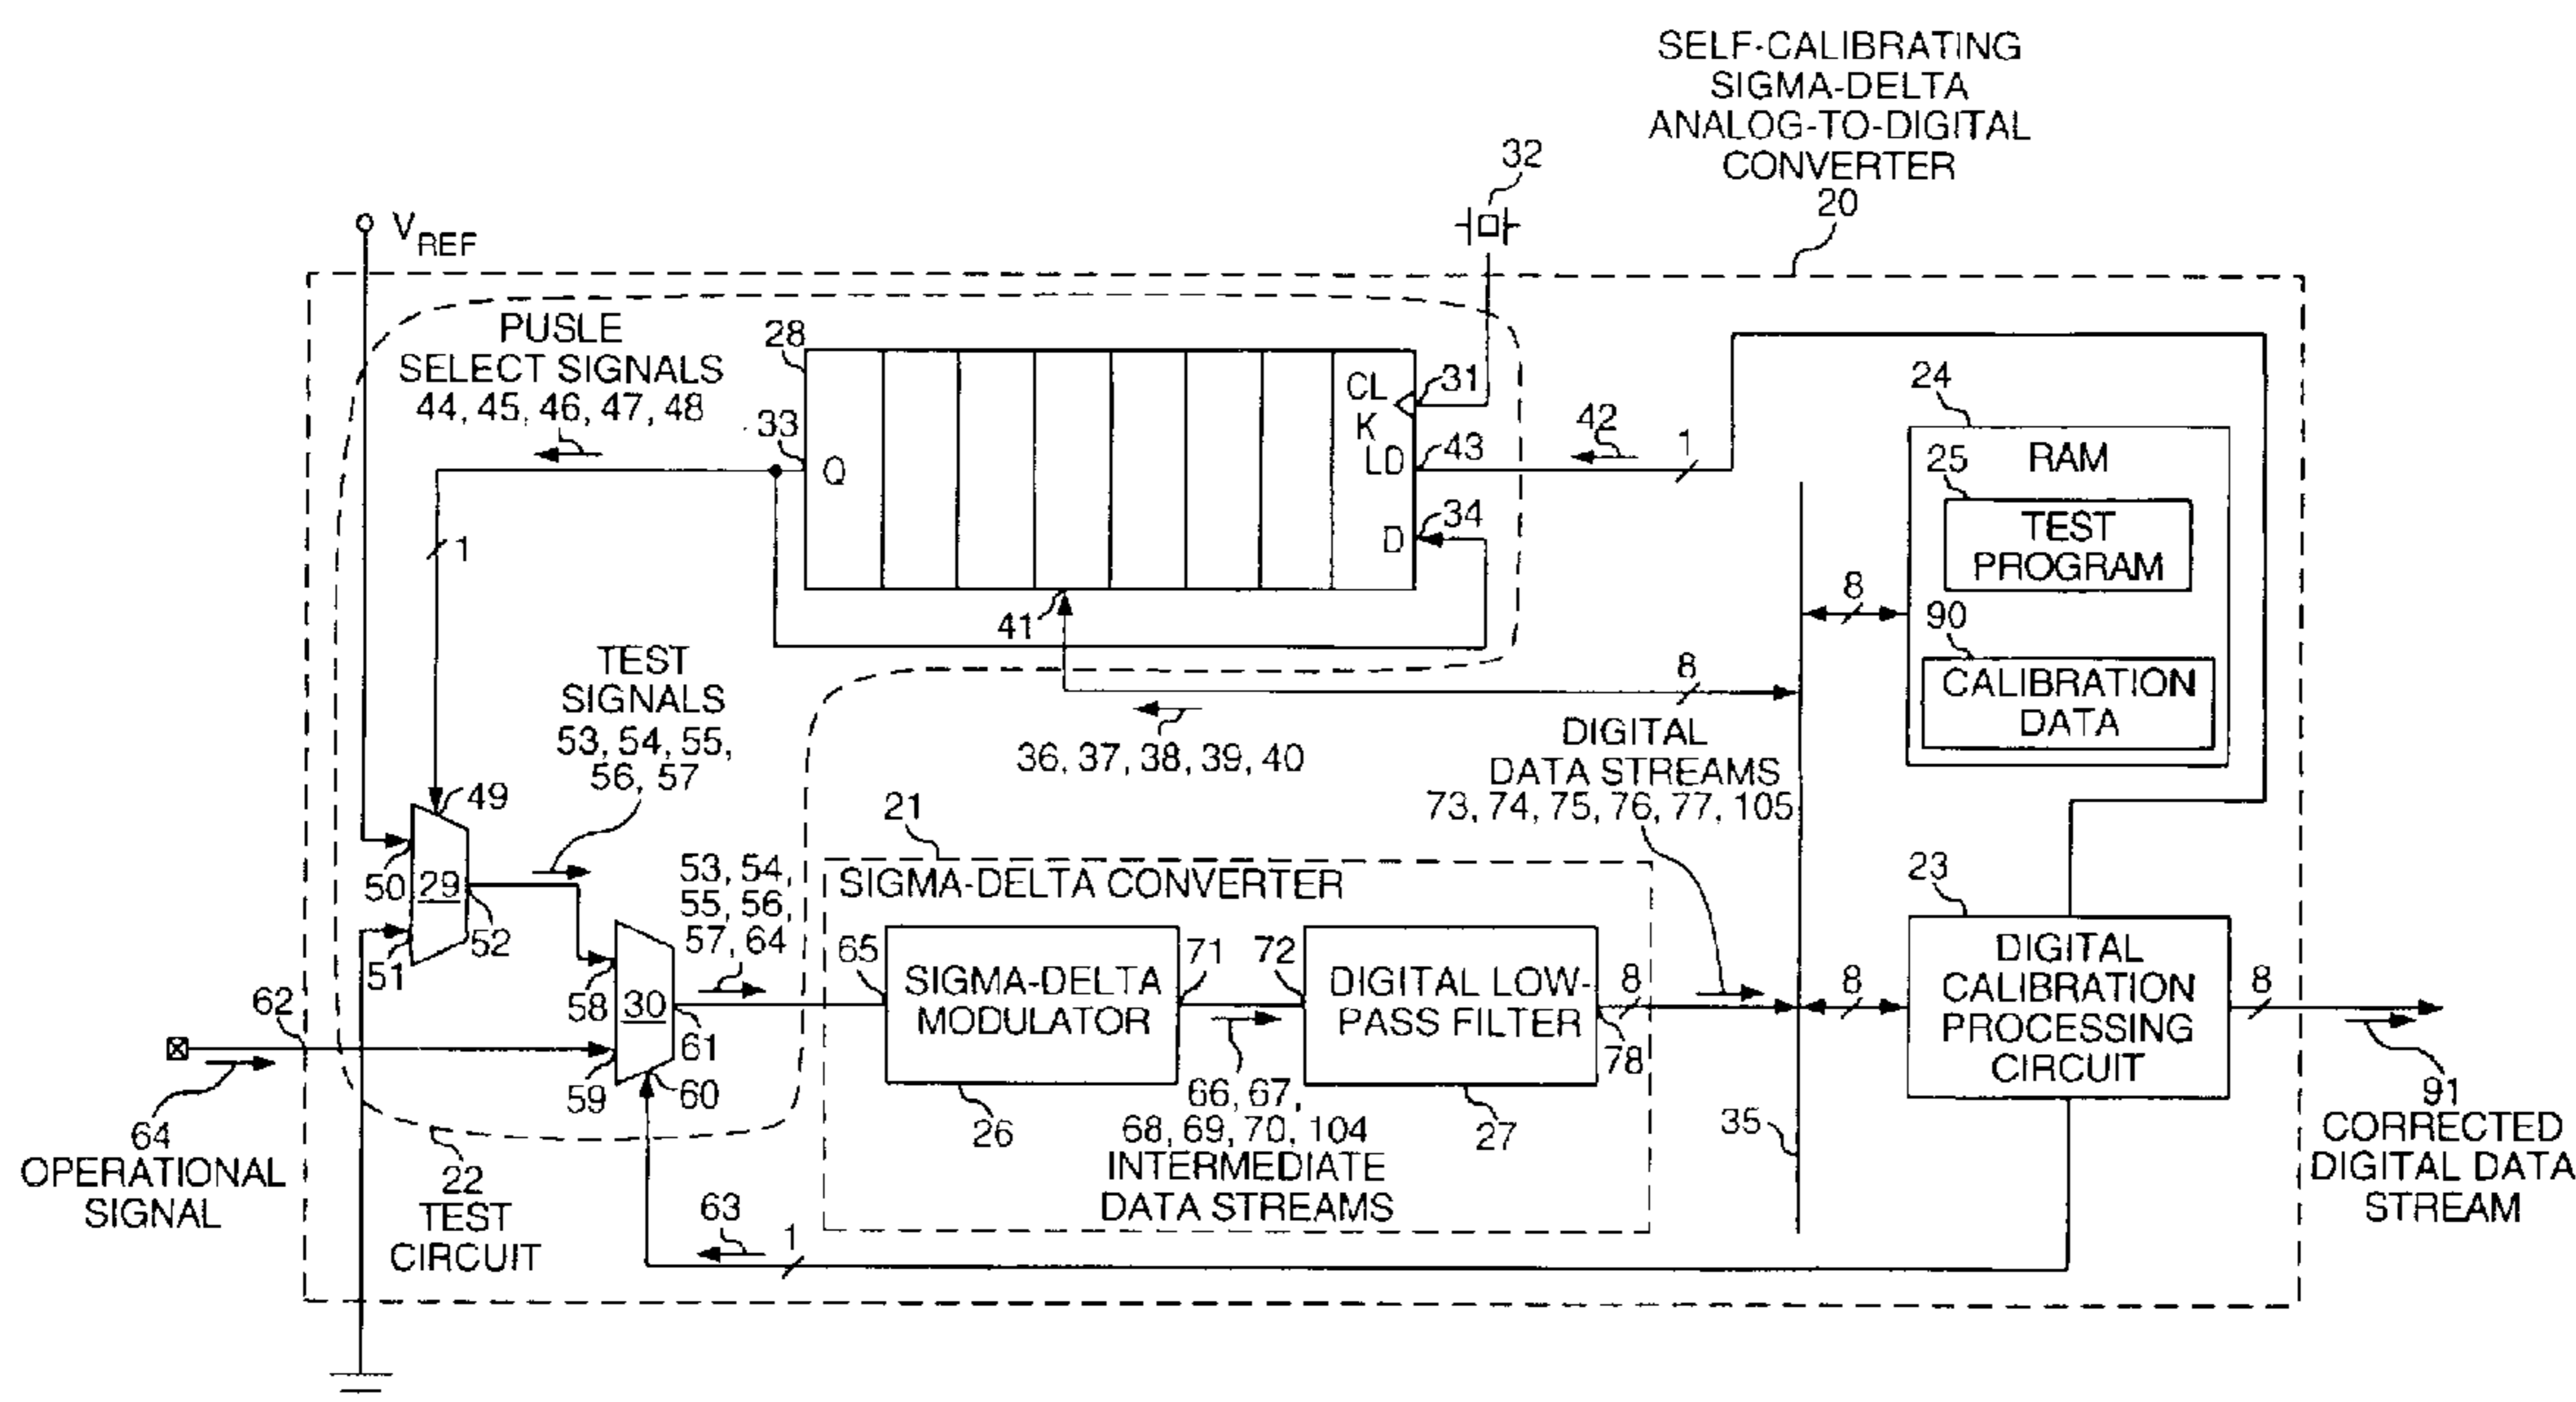 SELF-CALIBRATING
SIGMA-DELTA
ANALOG-TO-DIGITAL
CONVERTER
20
32
V
REF
PUSLE
SELECT SIGNALS
44, 45, 46, 47, 48
28
33
Q
CL
K
LD
D
31
43
34
42
1
24
RAM
25
TEST
PROGRAM
90
CALIBRATION
DATA
8
1
41
8
36, 37, 38, 39, 40
TEST
SIGNALS
53, 54, 55,
56, 57
DIGITAL
DATA STREAMS
73, 74, 75, 76, 77, 105
49
50
29
51
52
53, 54,
55, 56,
57, 64
21
SIGMA-DELTA CONVERTER
65
SIGMA-DELTA
MODULATOR
71
26
72
DIGITAL LOW-
PASS FILTER
27
8
78
66, 67,
68, 69, 70, 104
INTERMEDIATE
DATA STREAMS
58
30
59
61
60
62
64
OPERATIONAL
SIGNAL
22
TEST
CIRCUIT
63
1
35
8
23
DIGITAL
CALIBRATION
PROCESSING
CIRCUIT
8
91
CORRECTED
DIGITAL DATA
STREAM